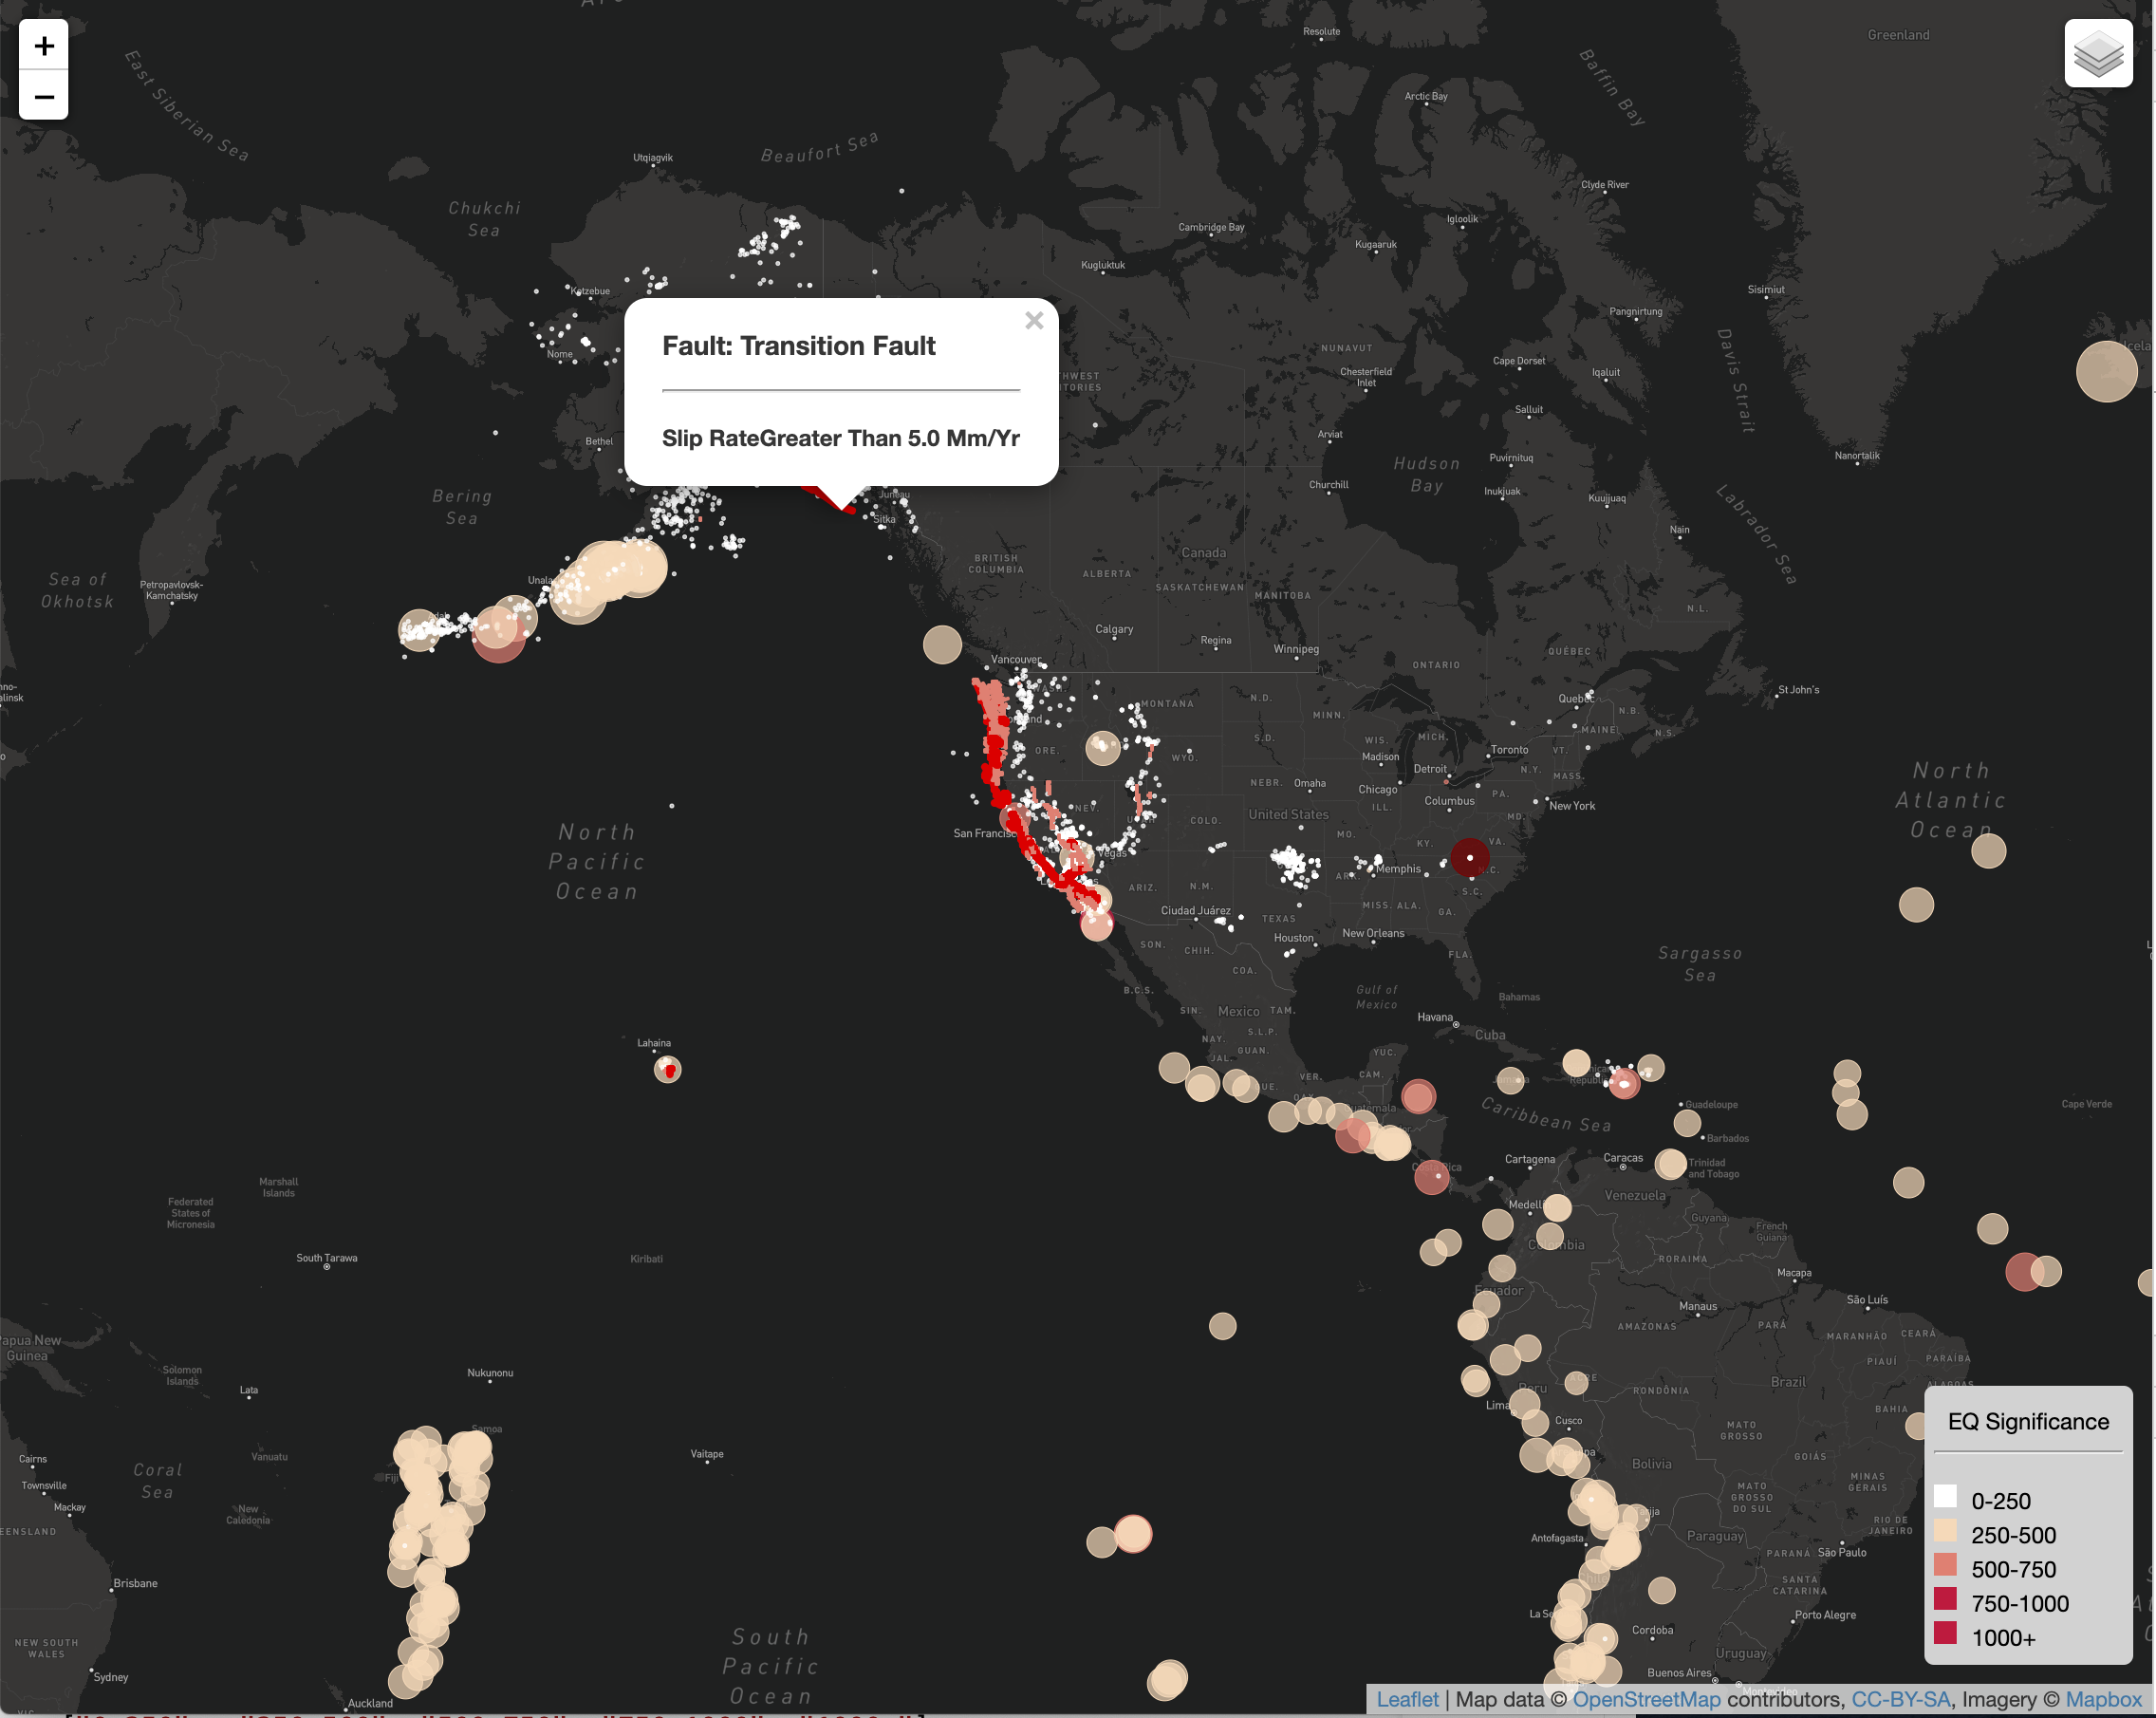 +
−
East Siberian Sea
Resolute
Greenland
Arctic Bay
Baffin Bay
Utqiagvik
Beaufort Sea
Clyde River
Chukchi
Sea
Igloolik
Cambridge Bay
Kugaaruk
Kugluktuk
Kotzebue
Sisimiut
Pangnirtung
Nome
×
Fault: Transition Fault
Slip RateGreater Than 5.0 Mm/Yr
NUNAVUT
Cape Dorset
Iqaluit
Chesterfield
Inlet
Davis Strait
Salluit
Arviat
Bethel
Hudson
Bay
Puvirnituq
Nanortalik
Churchill
Inukjuak
Kuujjuaq
Bering
Sea
Juneau
Sitka
Nain
Labrador Sea
BRITISH
COLUMBIA
Canada
ALBERTA
SASKATCHEWAN
MANITOBA
Sea of
Okhotsk
Petropavlovsk-
Kamchatsky
N.L.
Calgary
Regina
Winnipeg
Vancouver
ONTARIO
QUÉBEC
St John's
WASH.
MONTANA
N.D.
MINN.
Quebec
N.B.
MAINE
N.S.
ORE.
WYO.
S.D.
WIS.
MICH.
Madison
Toronto
VT.
N.Y.
MASS.
Detroit
NEBR.
Omaha
Chicago
Columbus
PA.
New York
NEV.
COLO.
United States
ILL.
MD.
North
Atlantic
Ocean
North
Pacific
Ocean
San Francisco
MO.
KY.
VA.
Vegas
Memphis
N.C.
ARIZ.
N.M.
ARK.
S.C.
Ciudad Juárez
TEXAS
MISS.
ALA.
GA.
Houston
New Orleans
SON.
CHIH.
FLA.
COA.
Sargasso
Sea
B.C.S.
Gulf of
Mexico
Bahamas
SIN.
Mexico
TAM.
Havana
Cuba
S.L.P.
NAY.
GUAN.
JAL.
YUC.
Lahaina
VER.
CAM.
Jamaica
Guatemala
Caribbean Sea
Guadeloupe
Cape Verde
Barbados
Costa Rica
Cartagena
Caracas
Trinidad
and Tobago
Marshall
Islands
Federated
States of
Micronesia
Venezuela
Guyana
French
Guiana
Colombia
South Tarawa
Kiribati
RORAIMA
Macapa
Ecuador
Manaus
São Luís
AMAZONAS
PARÁ
MARANHÃO
CEARÁ
Papua New
Guinea
Solomon
Islands
Lata
Nukunonu
PIAUÍ
PARAÍBA
Peru
ACRE
RONDÔNIA
Brazil
ALAGOAS
Lima
Cusco
BAHIA
MATO
GROSSO
Samoa
Vaitape
Cairns
Townsville
Mackay
Coral
Sea
Vanuatu
Fiji
New
Caledonia
Bolivia
GOIÁS
MINAS
GERAIS
MATO
GROSSO
DO SUL
RIO DE
JANEIRO
Antofagasta
Paraguay
PARANÁ
São Paulo
SANTA
CATARINA
Brisbane
Porto Alegre
Cordoba
Uruguay
Buenos Aires
NEW SOUTH
WALES
Sydney
Auckland
South
Pacific
Ocean
EQ Significance
0-250
250-500
500-750
750-1000
1000+
Leaflet | Map data © OpenStreetMap contributors, CC-BY-SA, Imagery © Mapbox